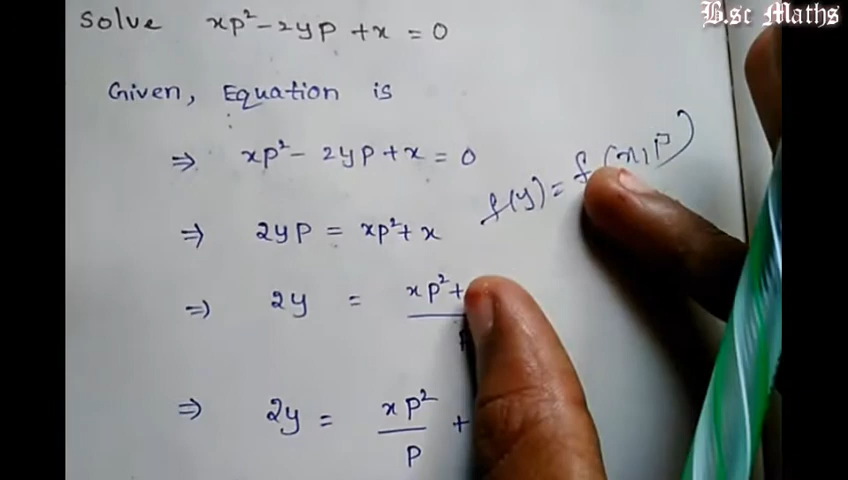 B.sc Maths
Solve xp² - 2yp + x = 0
Given, Equation is
⇒ xp² - 2yp + x = 0
f(y) = f(x, p)
⇒ 2yp = xp² + x
⇒ 2y = xp² +
⇒ 2y = xp²/p +